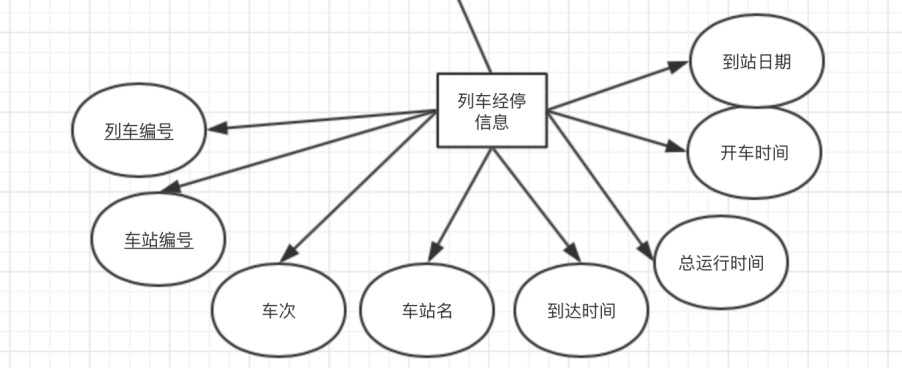 到站日期
列车经停
信息
列车编号
开车时间
车站编号
总运行时间
车次
车站名
到达时间